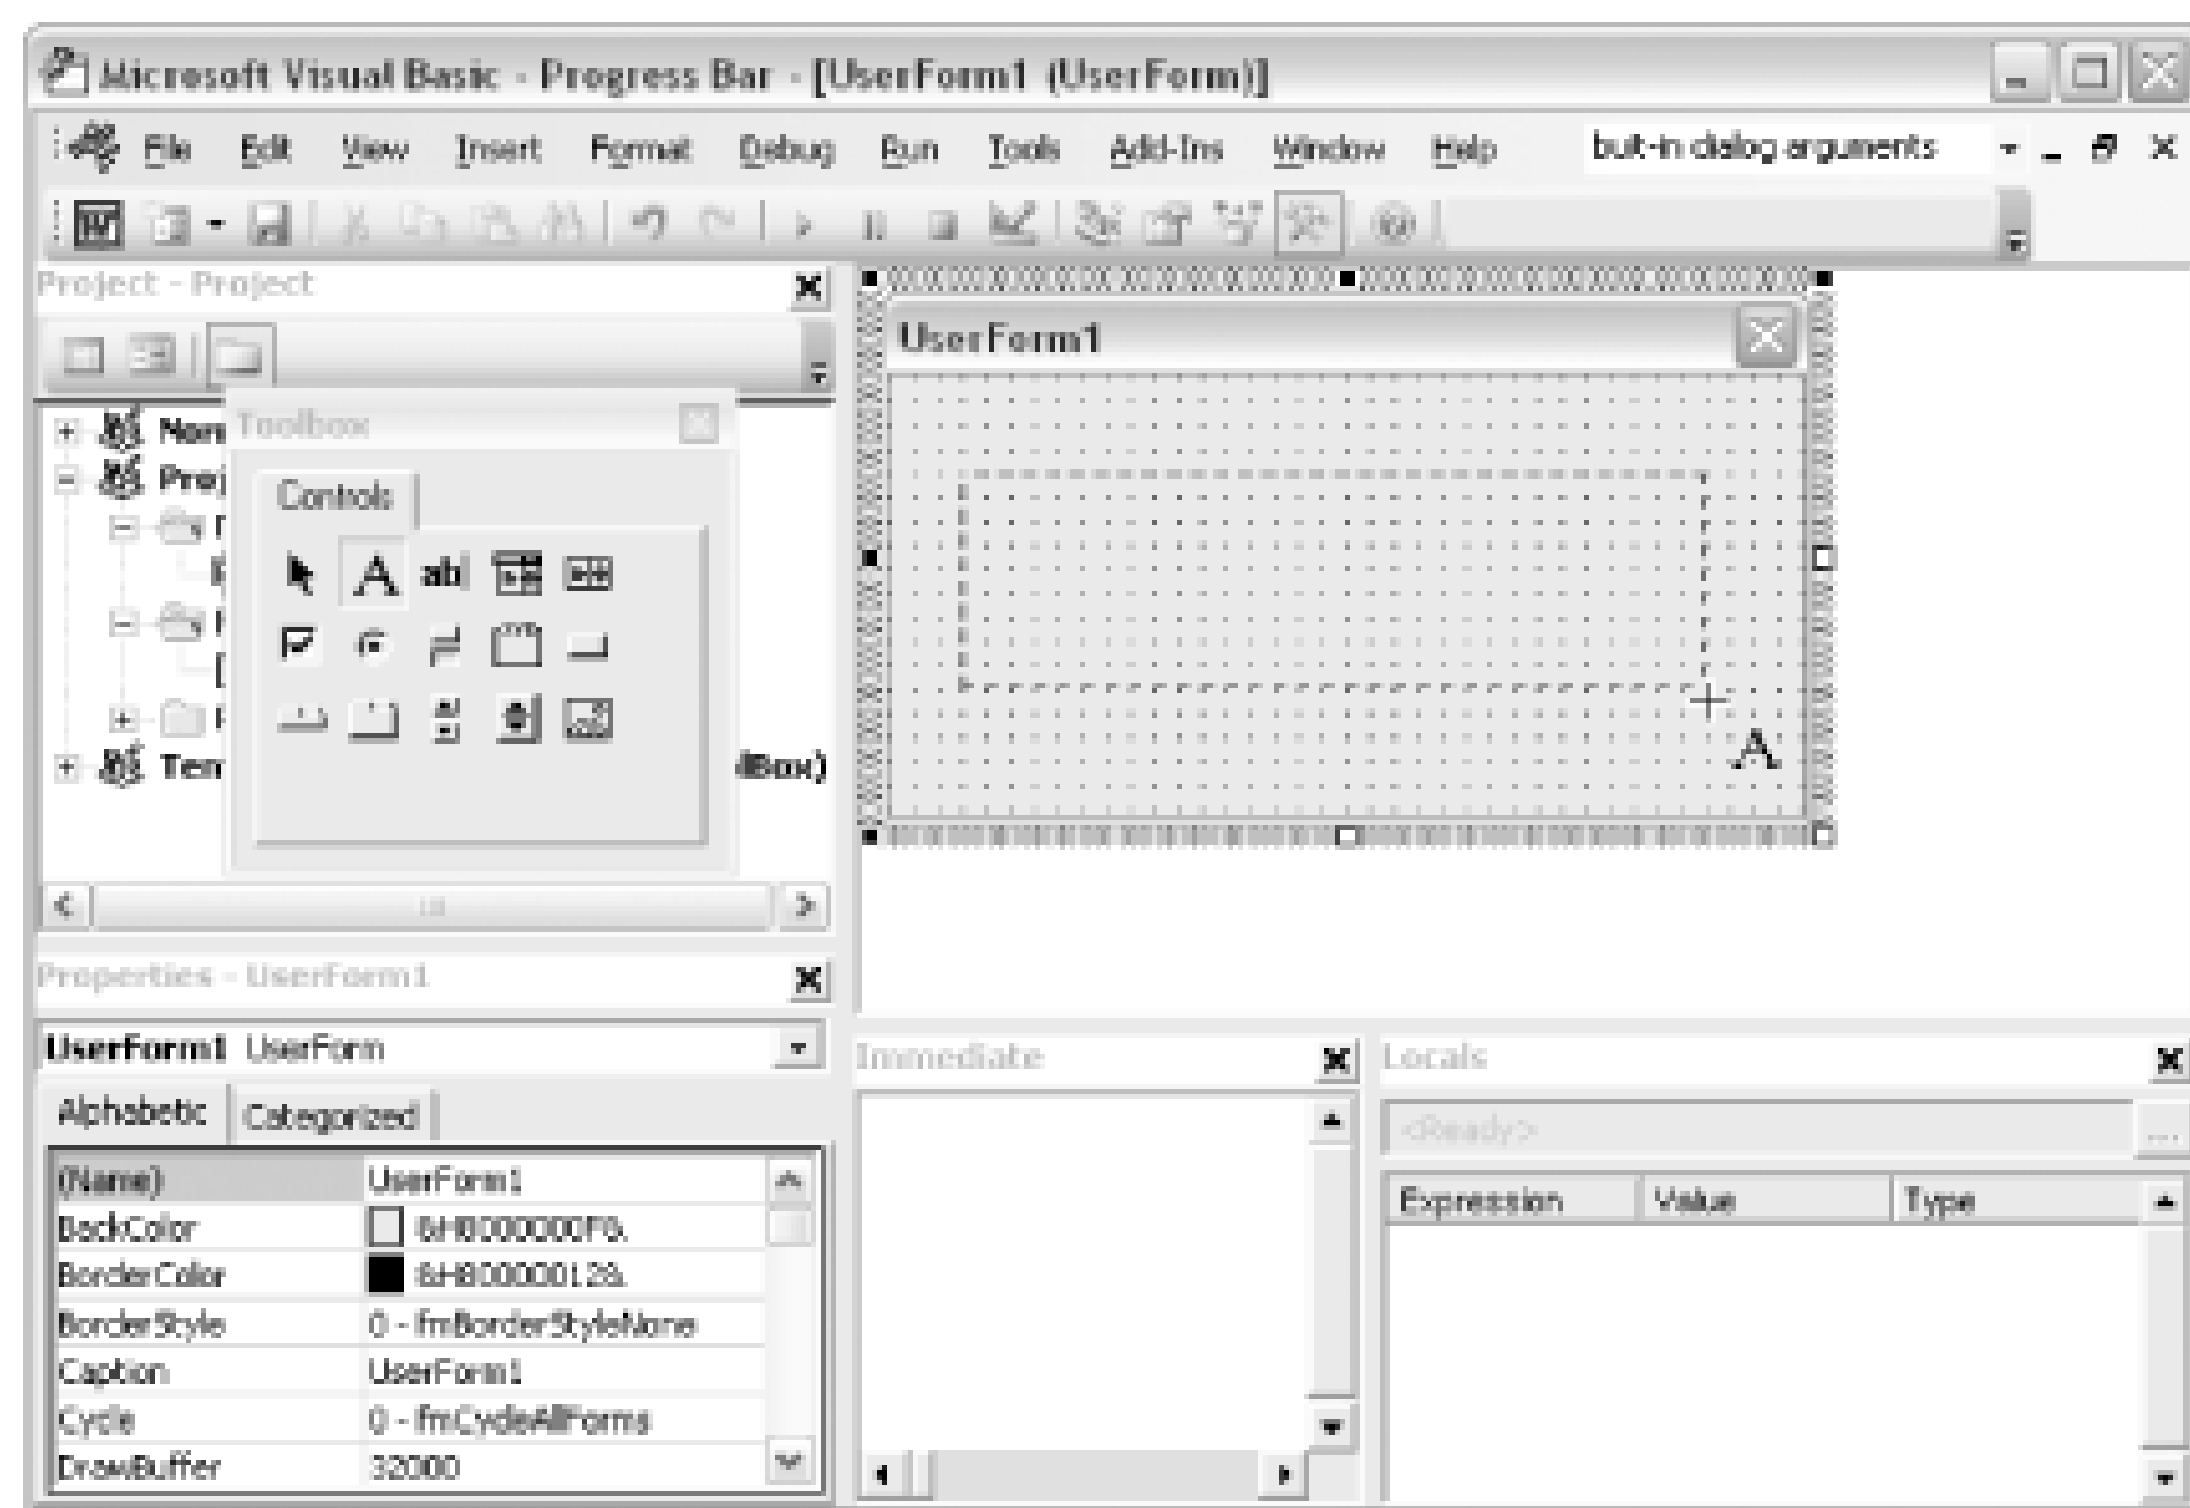 Microsoft Visual Basic - Progress Bar - [UserForm1 (UserForm)]
File Edit View Insert Format Debug Run Tools Add-Ins Window Help built-in dialog arguments
Project - Project
UserForm1
Toolbox
Controls
A ab|
A
Properties - UserForm1
UserForm1 UserForm
Alphabetic Categorized
(Name) UserForm1
BackColor &H8000000F&
BorderColor &H80000012&
BorderStyle 0 - fmBorderStyleNone
Caption UserForm1
Cycle 0 - fmCycleAllForms
DrawBuffer 32000
Immediate
Locals
<Ready>
Expression Value Type